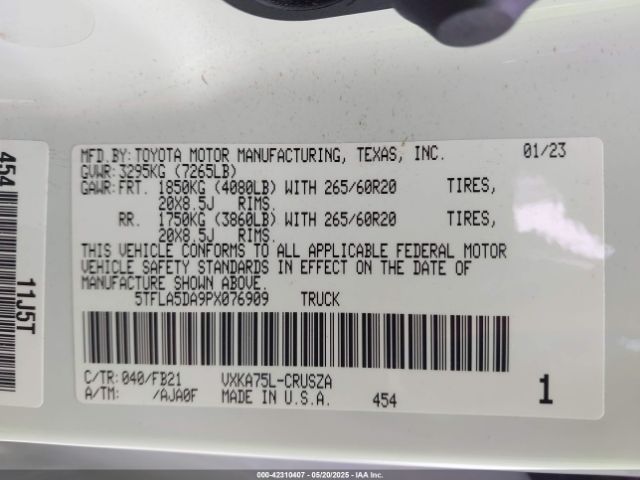 MFD.BY: TOYOTA MOTOR MANUFACTURING, TEXAS, INC. 01/23
GVWR: 3295KG (7265LB)
GAWR: FRT. 1850KG (4080LB) WITH 265/60R20 TIRES,
20X8.5J RIMS.
RR. 1750KG (3860LB) WITH 265/60R20 TIRES,
20X8.5J RIMS.
THIS VEHICLE CONFORMS TO ALL APPLICABLE FEDERAL MOTOR
VEHICLE SAFETY STANDARDS IN EFFECT ON THE DATE OF
MANUFACTURE SHOWN ABOVE.
5TFLA5DA9PX076909 TRUCK
C/TR: 040/FB21 VXKA75L-CRUSZA
A/TM: /AJA0F MADE IN U.S.A. 454 1
454 11J5T
000-42310407 - 05/20/2025 - IAA Inc.